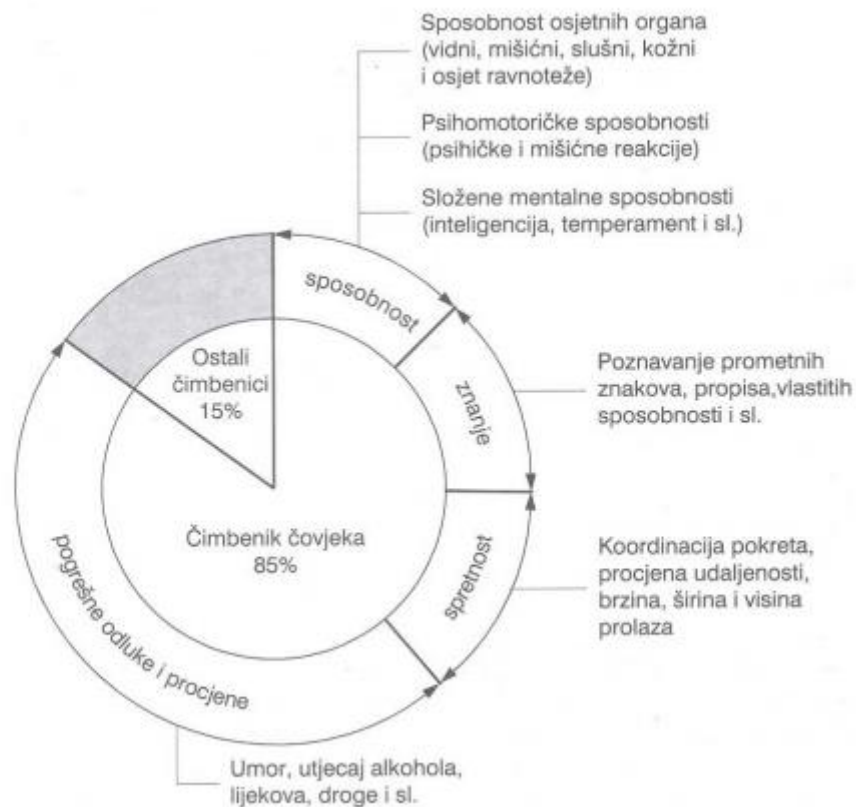 Sposobnost osjetnih organa
(vidni, mišićni, slušni, kožni
i osjet ravnoteže)
Psihomotoričke sposobnosti
(psihičke i mišićne reakcije)
Složene mentalne sposobnosti
(inteligencija, temperament i sl.)
sposobnost
Ostali
čimbenici
15%
znanje
Poznavanje prometnih
znakova, propisa,vlastitih
sposobnosti i sl.
Čimbenik čovjeka
85%
spretnost
Koordinacija pokreta,
procjena udaljenosti,
brzina, širina i visina
prolaza
pogrešne odluke i procjene
Umor, utjecaj alkohola,
lijekova, droge i sl.